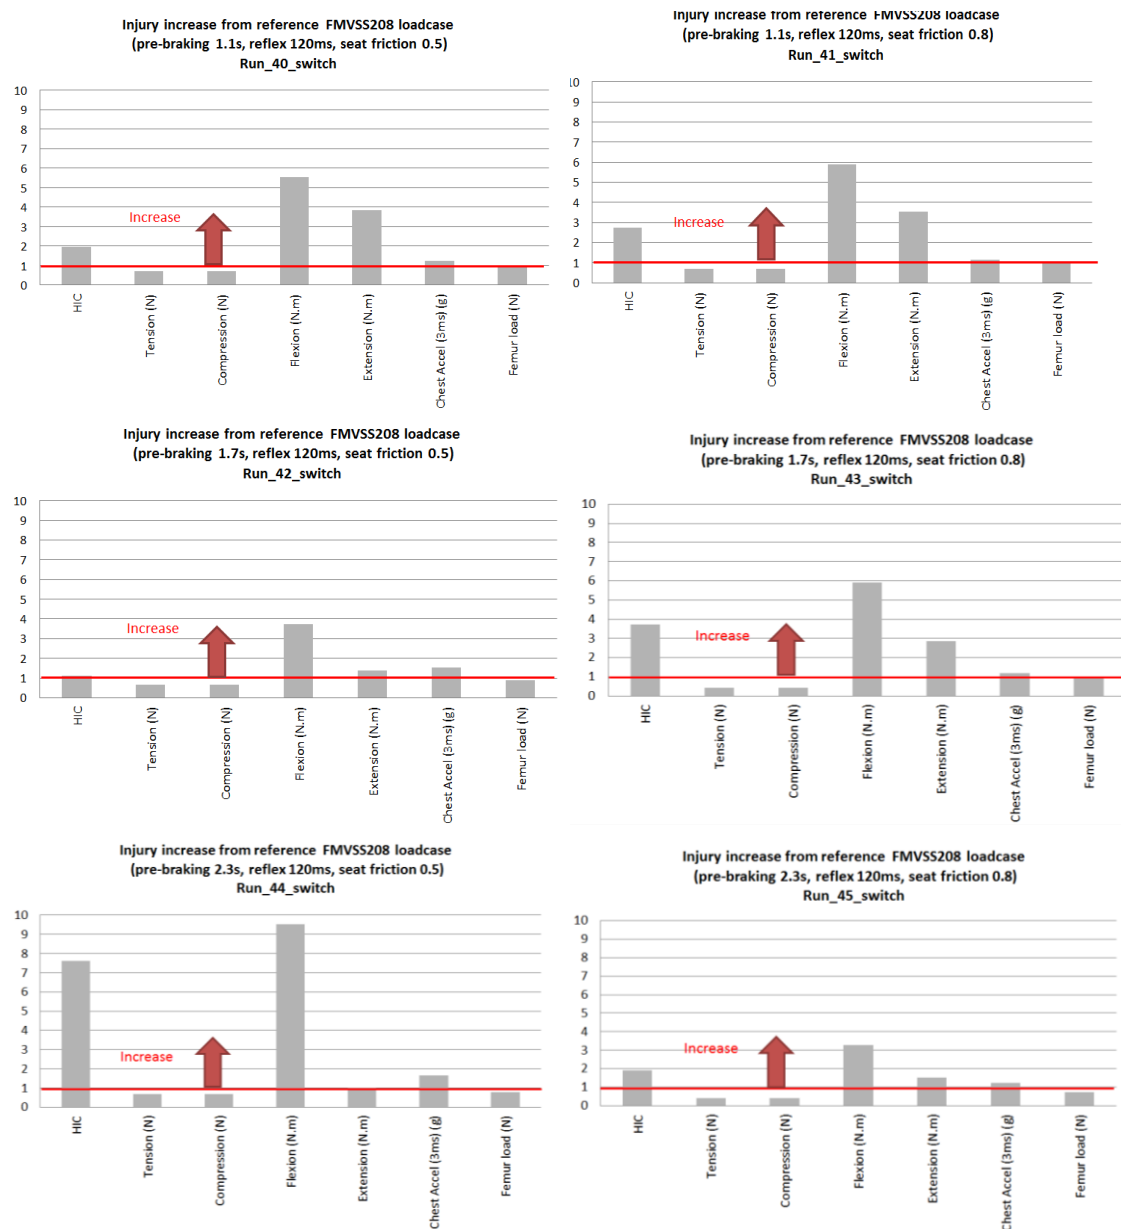 Injury increase from reference FMVSS208 loadcase
(pre-braking 1.1s, reflex 120ms, seat friction 0.5)
Run_40_switch
10
9
8
7
6
5
4
3
2
1
0
Increase
HIC
Tension (N)
Compression (N)
Flexion (N.m)
Extension (N.m)
Chest Accel (3ms) (g)
Femur load (N)
Injury increase from reference FMVSS208 loadcase
(pre-braking 1.1s, reflex 120ms, seat friction 0.8)
Run_41_switch
10
9
8
7
6
5
4
3
2
1
0
Increase
HIC
Tension (N)
Compression (N)
Flexion (N.m)
Extension (N.m)
Chest Accel (3ms) (g)
Femur load (N)
Injury increase from reference FMVSS208 loadcase
(pre-braking 1.7s, reflex 120ms, seat friction 0.5)
Run_42_switch
10
9
8
7
6
5
4
3
2
1
0
Increase
HIC
Tension (N)
Compression (N)
Flexion (N.m)
Extension (N.m)
Chest Accel (3ms) (g)
Femur load (N)
Injury increase from reference FMVSS208 loadcase
(pre-braking 1.7s, reflex 120ms, seat friction 0.8)
Run_43_switch
10
9
8
7
6
5
4
3
2
1
0
Increase
HIC
Tension (N)
Compression (N)
Flexion (N.m)
Extension (N.m)
Chest Accel (3ms) (g)
Femur load (N)
Injury increase from reference FMVSS208 loadcase
(pre-braking 2.3s, reflex 120ms, seat friction 0.5)
Run_44_switch
10
9
8
7
6
5
4
3
2
1
0
Increase
HIC
Tension (N)
Compression (N)
Flexion (N.m)
Extension (N.m)
Chest Accel (3ms) (g)
Femur load (N)
Injury increase from reference FMVSS208 loadcase
(pre-braking 2.3s, reflex 120ms, seat friction 0.8)
Run_45_switch
10
9
8
7
6
5
4
3
2
1
0
Increase
HIC
Tension (N)
Compression (N)
Flexion (N.m)
Extension (N.m)
Chest Accel (3ms) (g)
Femur load (N)